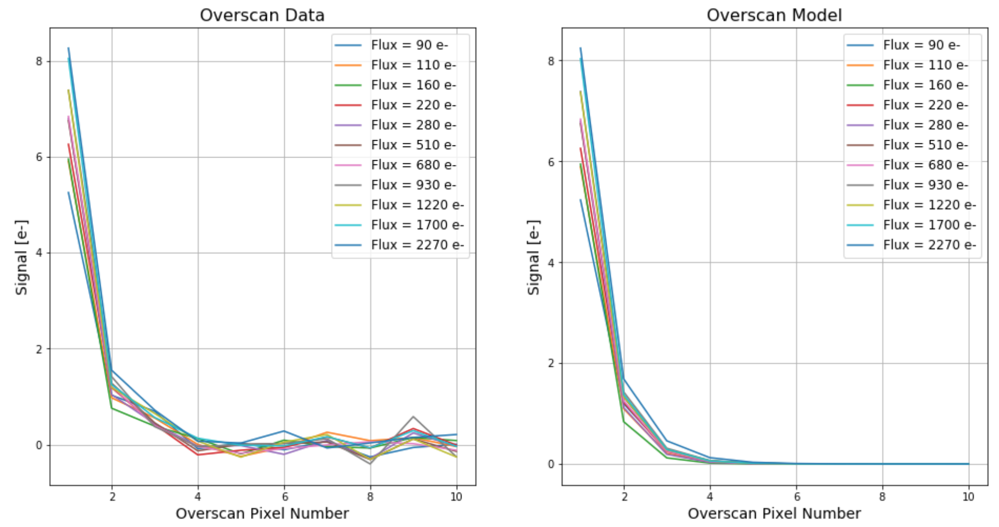 Overscan Data
Signal [e-]
8
6
4
2
0
2
4
6
8
10
Overscan Pixel Number
Flux = 90 e-
Flux = 110 e-
Flux = 160 e-
Flux = 220 e-
Flux = 280 e-
Flux = 510 e-
Flux = 680 e-
Flux = 930 e-
Flux = 1220 e-
Flux = 1700 e-
Flux = 2270 e-
Overscan Model
Signal [e-]
8
6
4
2
0
2
4
6
8
10
Overscan Pixel Number
Flux = 90 e-
Flux = 110 e-
Flux = 160 e-
Flux = 220 e-
Flux = 280 e-
Flux = 510 e-
Flux = 680 e-
Flux = 930 e-
Flux = 1220 e-
Flux = 1700 e-
Flux = 2270 e-